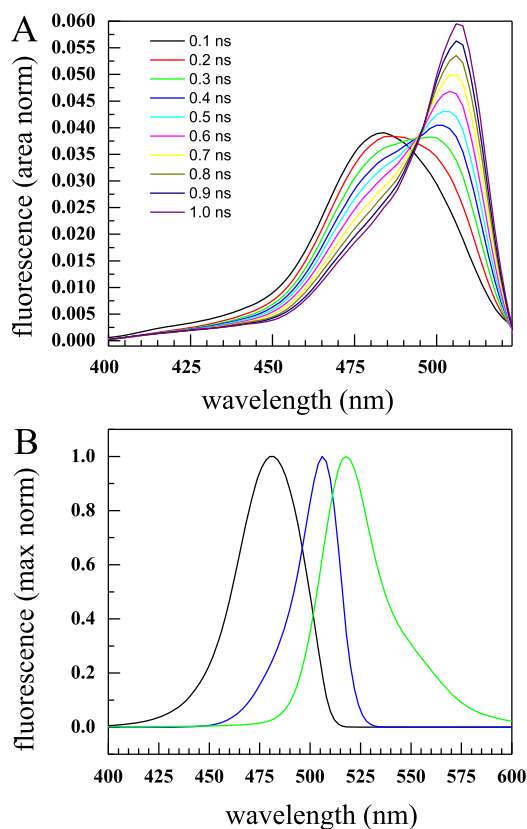 A
fluorescence (area norm)
0.060
0.055
0.050
0.045
0.040
0.035
0.030
0.025
0.020
0.015
0.010
0.005
0.000
0.1 ns
0.2 ns
0.3 ns
0.4 ns
0.5 ns
0.6 ns
0.7 ns
0.8 ns
0.9 ns
1.0 ns
400 425 450 475 500
wavelength (nm)
B
fluorescence (max norm)
1.0
0.8
0.6
0.4
0.2
0.0
400 425 450 475 500 525 550 575 600
wavelength (nm)